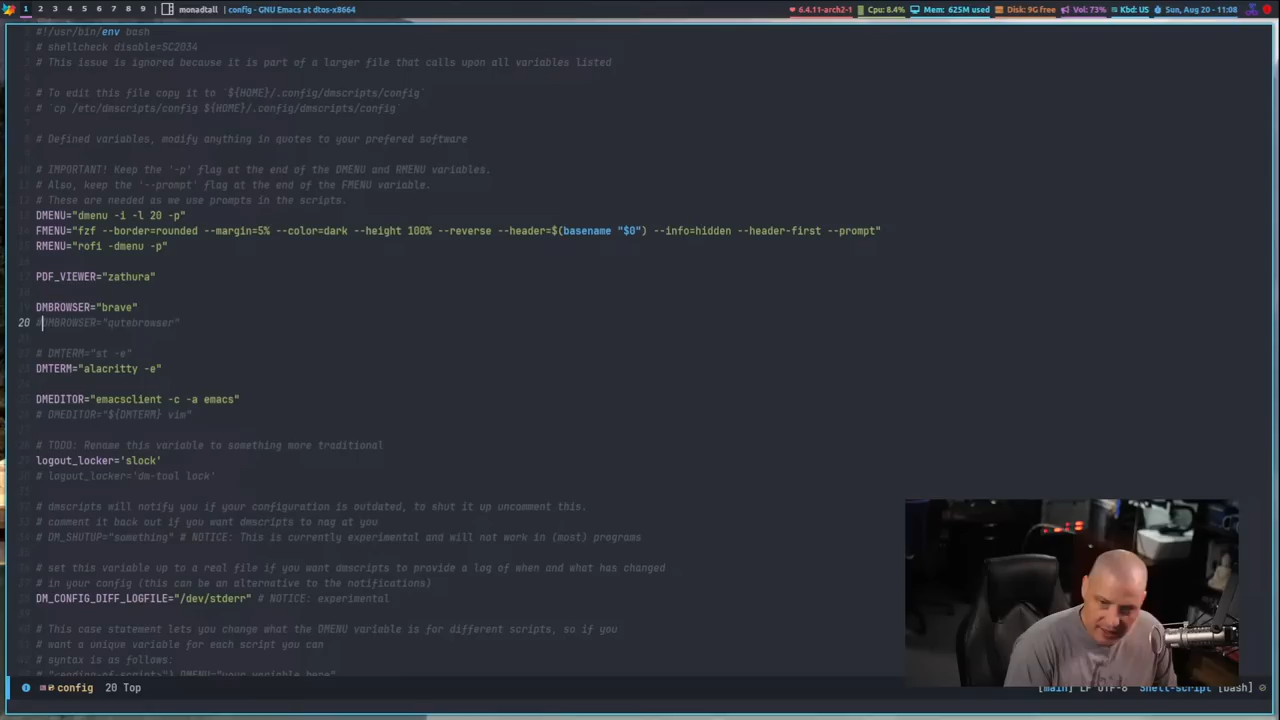 1 2 3 4 5 6 7 8 9 monadtall | config - GNU Emacs at dtos-x8664
6.4.11-arch2-1 Cpu: 8.4% Mem: 625M used Disk: 9G free Vol: 73% Kbd: US Sun, Aug 20 - 11:08
#!/usr/bin/env bash
# shellcheck disable=SC2034
# This issue is ignored because it is part of a larger file that calls upon all variables listed
# To edit this file copy it to `${HOME}/.config/dmscripts/config`
# `cp /etc/dmscripts/config ${HOME}/.config/dmscripts/config`
# Defined variables, modify anything in quotes to your prefered software
# IMPORTANT! Keep the '-p' flag at the end of the DMENU and RMENU variables.
# Also, keep the '--prompt' flag at the end of the FMENU variable.
# These are needed as we use prompts in the scripts.
DMENU="dmenu -i -l 20 -p"
FMENU="fzf --border=rounded --margin=5% --color=dark --height 100% --reverse --header=$(basename "$0") --info=hidden --header-first --prompt"
RMENU="rofi -dmenu -p"
PDF_VIEWER="zathura"
DMBROWSER="brave"
20 #DMBROWSER="qutebrowser"
# DMTERM="st -e"
DMTERM="alacritty -e"
DMEDITOR="emacsclient -c -a emacs"
# DMEDITOR="${DMTERM} vim"
# TODO: Rename this variable to something more traditional
logout_locker='slock'
# logout_locker='dm-tool lock'
# dmscripts will notify you if your configuration is outdated, to shut it up uncomment this.
# comment it back out if you want dmscripts to nag at you
# DM_SHUTUP="something" # NOTICE: This is currently experimental and will not work in (most) programs
# set this variable up to a real file if you want dmscripts to provide a log of when and what has changed
# in your config (this can be an alternative to the notifications)
DM_CONFIG_DIFF_LOGFILE="/dev/stderr" # NOTICE: experimental
# This case statement lets you change what the DMENU variable is for different scripts, so if you
# want a unique variable for each script you can
# syntax is as follows:
# "<ending-of-script>") DMENU="your variable here"
config 20 Top
[main] LF UTF-8 Shell-script [bash]